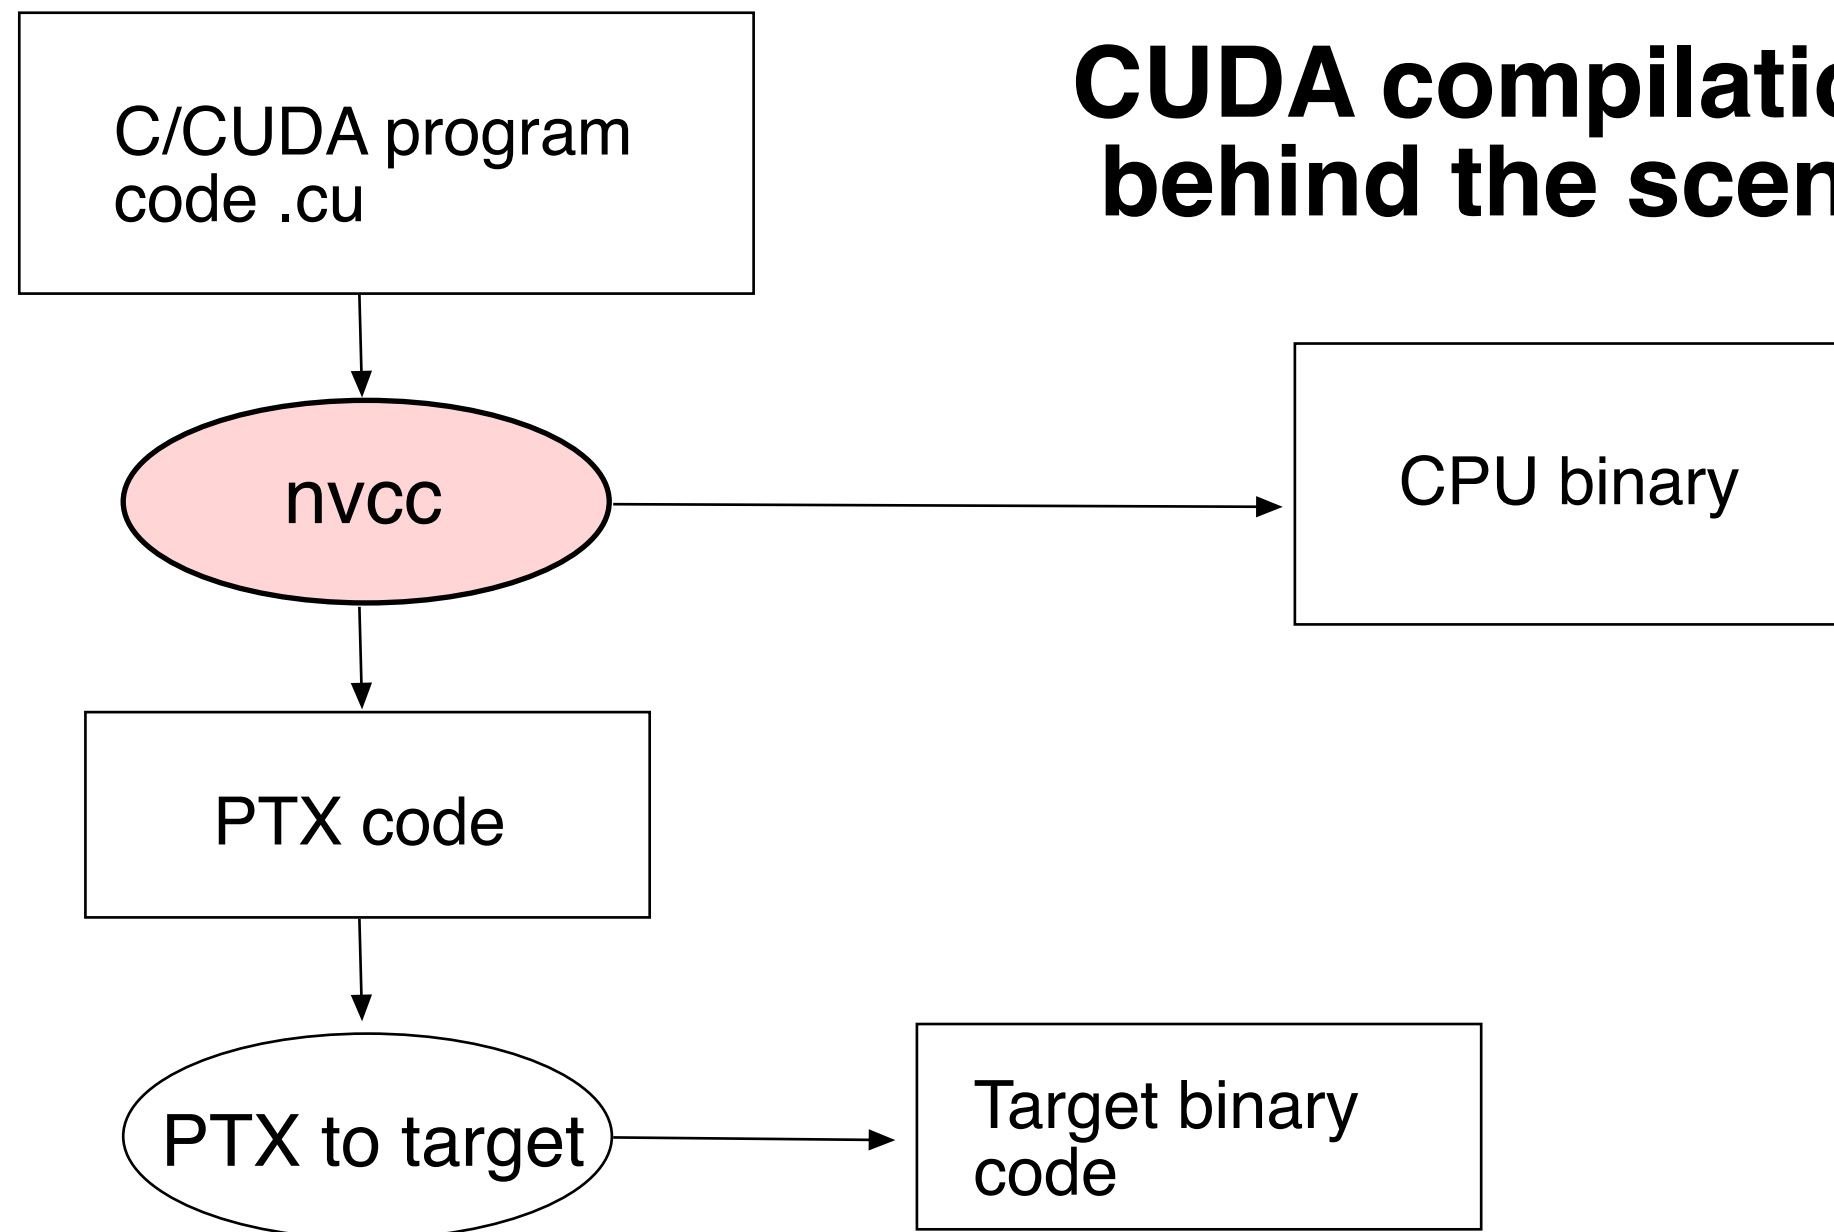 CUDA compilatio
behind the scen
C/CUDA program
code .cu
nvcc
CPU binary
PTX code
PTX to target
Target binary
code